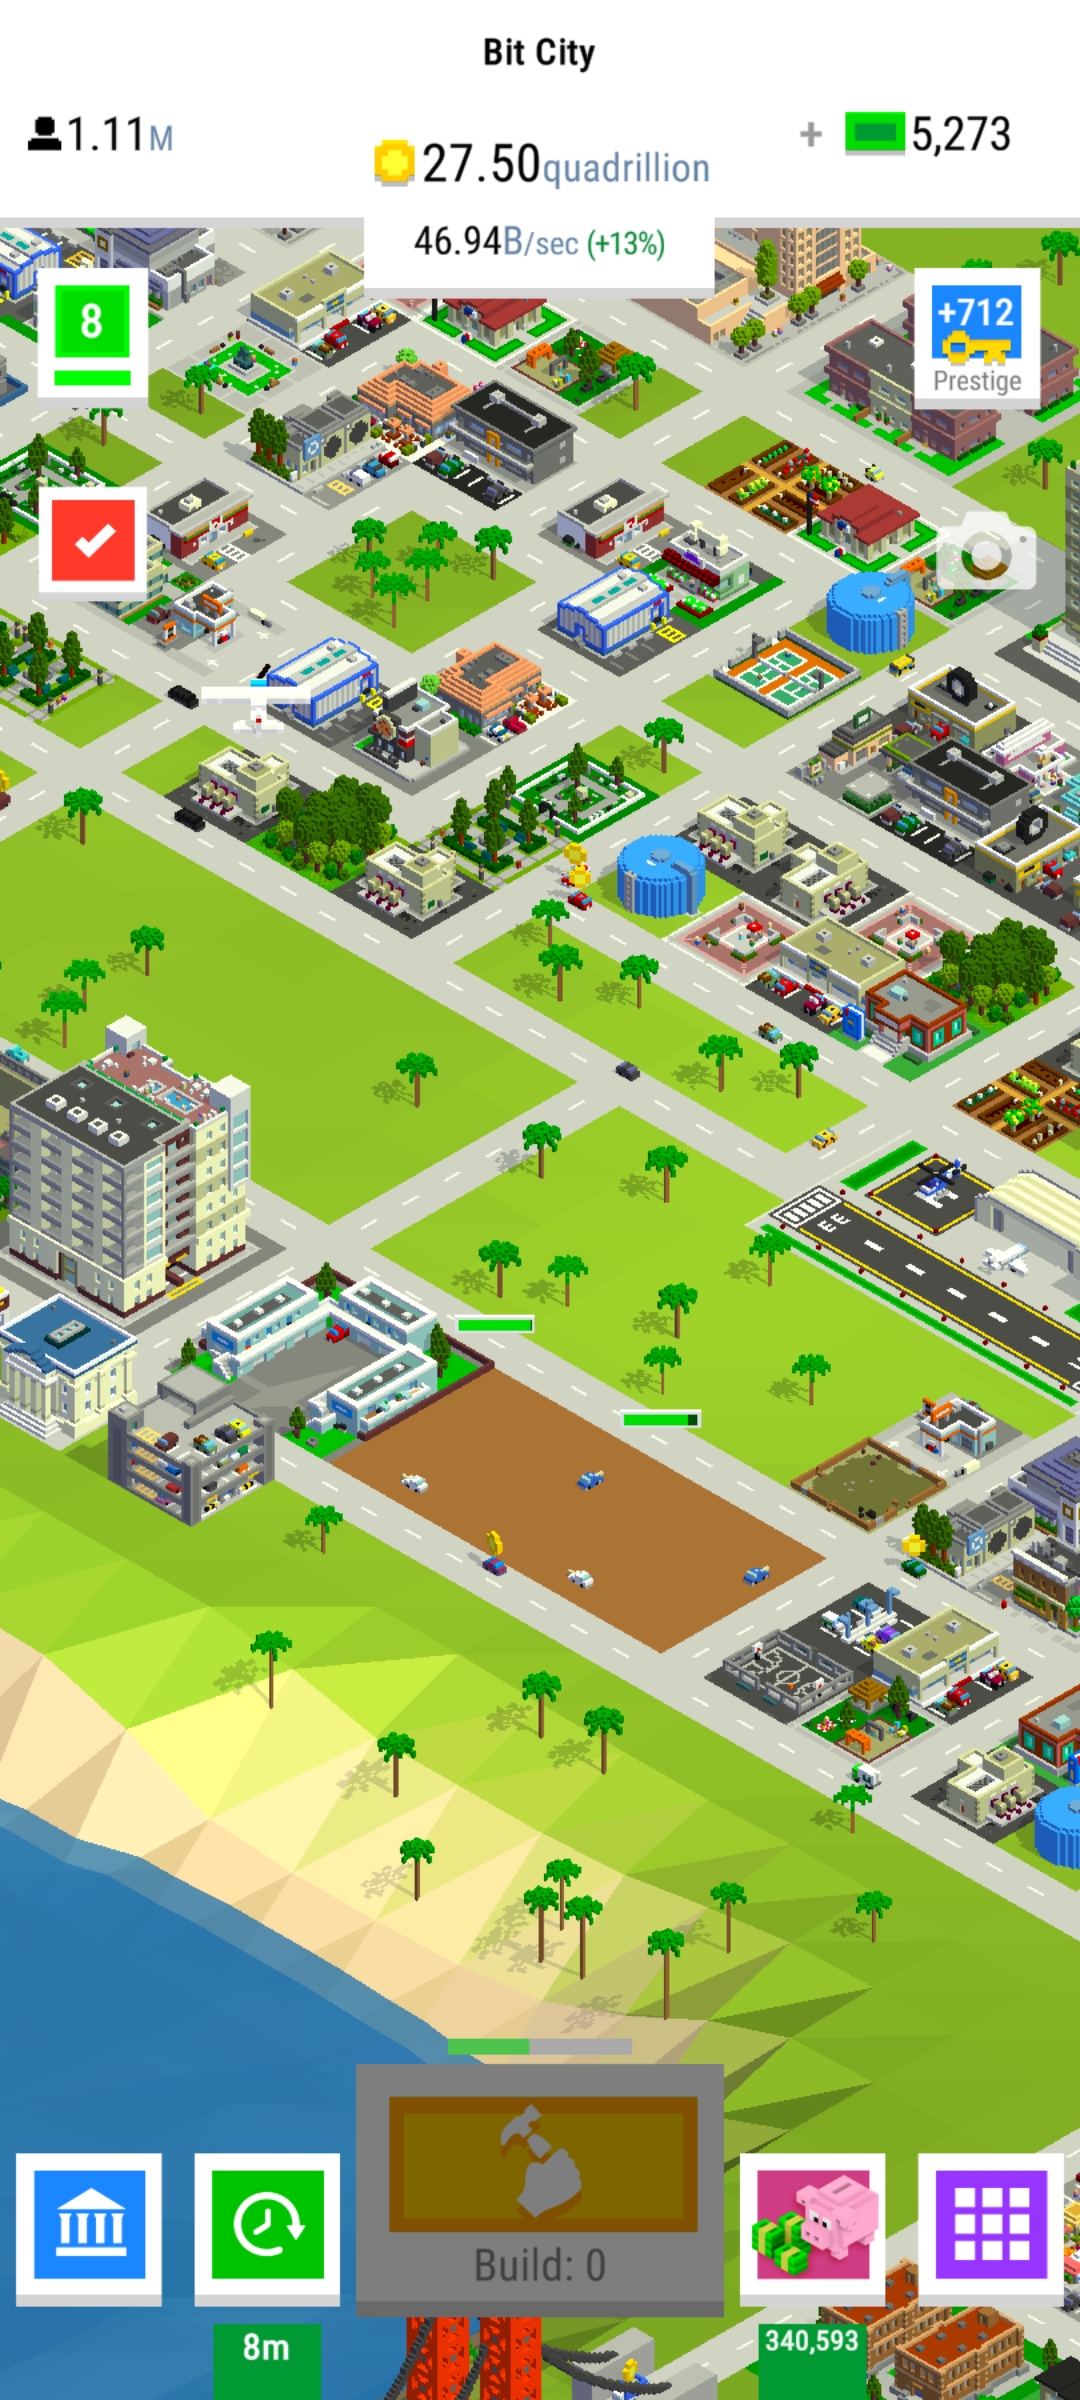 Bit City
1.11M
27.50quadrillion
+ 5,273
46.94B/sec (+13%)
8
+712
Prestige
Build: 0
8m
340,593